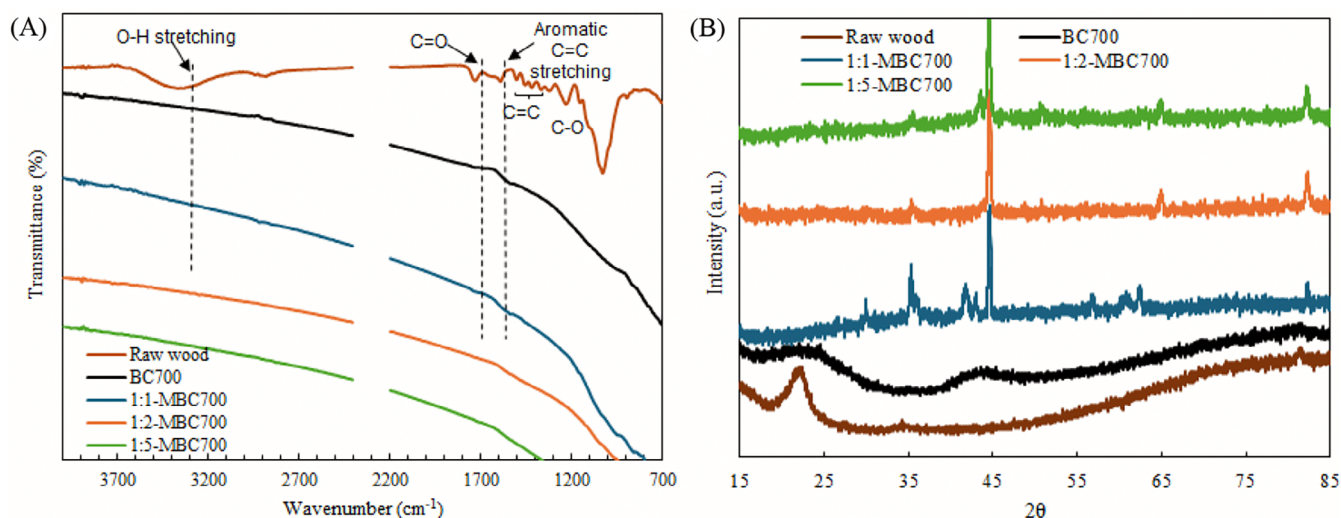 (A)
O-H stretching
C=O
Aromatic
C=C
stretching
C=C
C-O
Transmittance (%)
Raw wood
BC700
1:1-MBC700
1:2-MBC700
1:5-MBC700
3700 3200 2700 2200 1700 1200 700
Wavenumber (cm-1)
(B)
Raw wood BC700
1:1-MBC700 1:2-MBC700
1:5-MBC700
Intensity (a.u.)
15 25 35 45 55 65 75 85
2θ